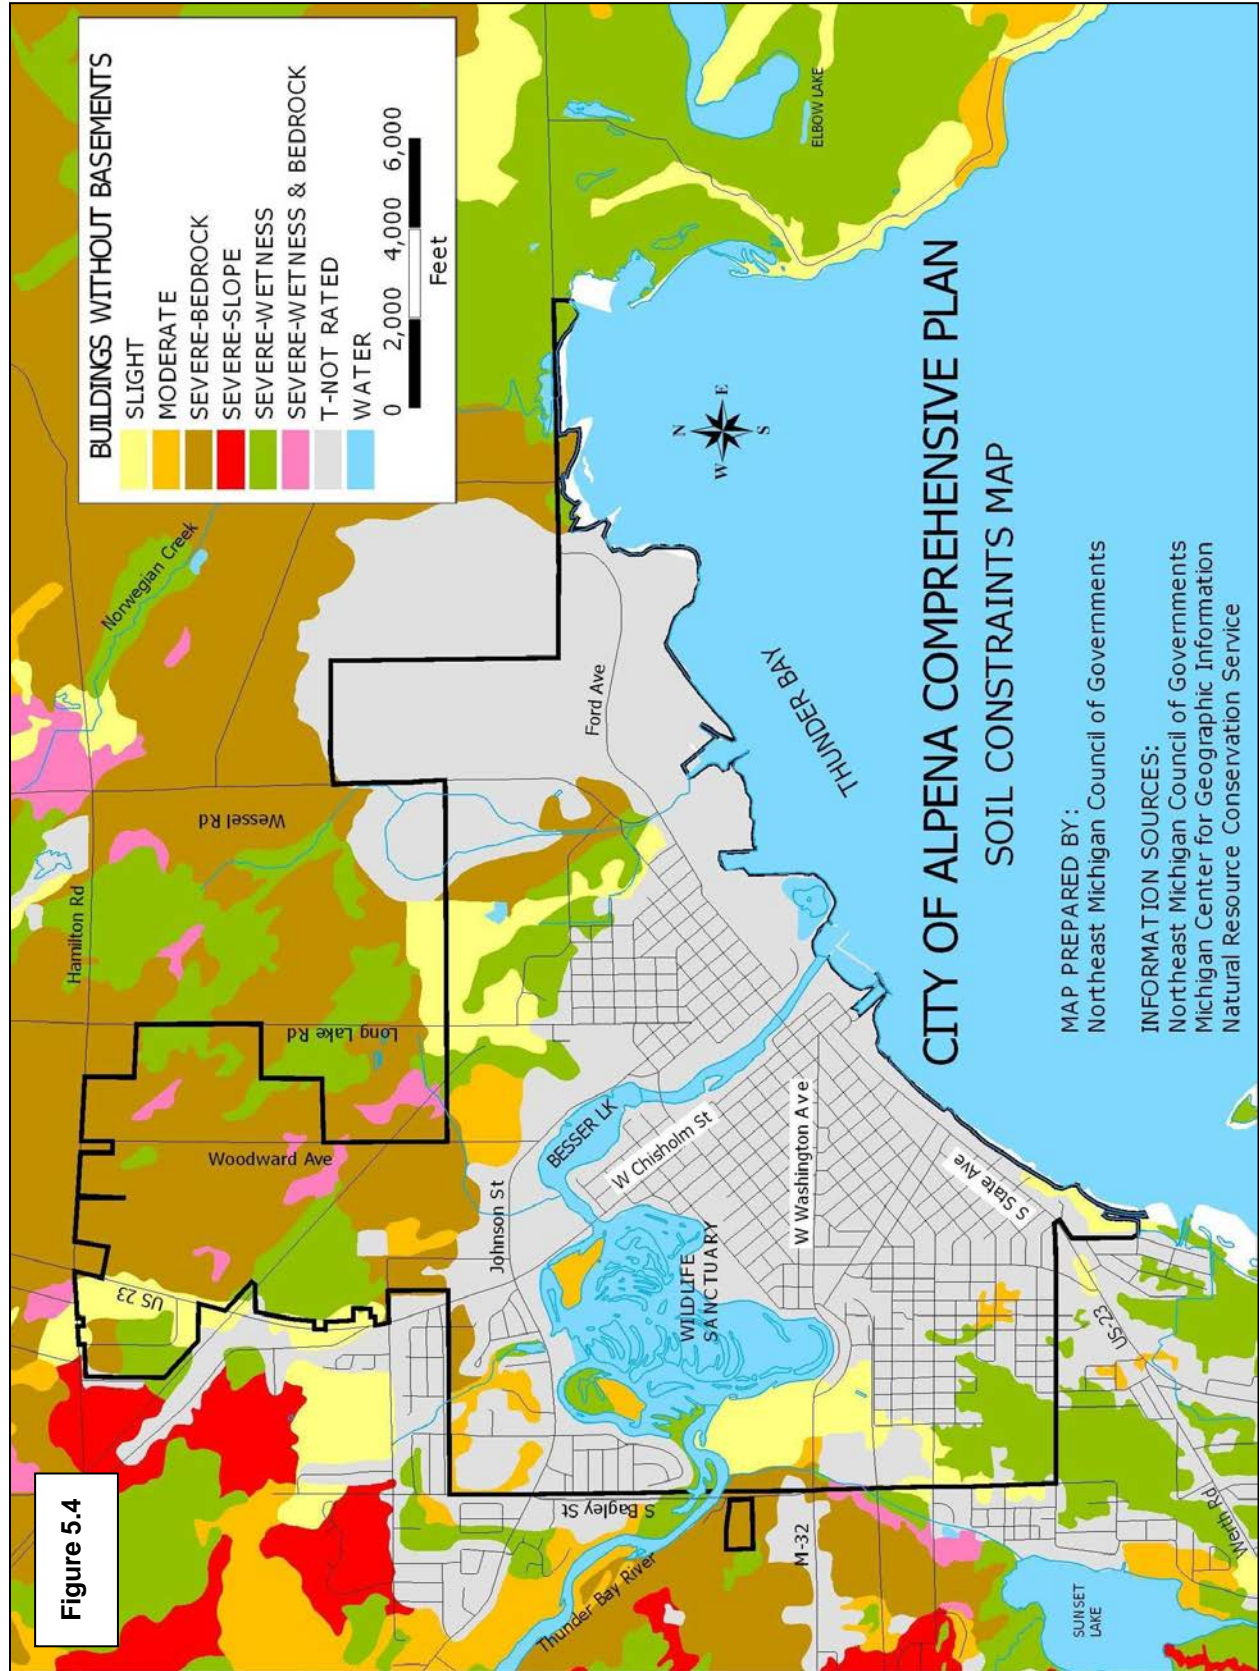 Figure 5.4
BUILDINGS WITHOUT BASEMENTS
SLIGHT
MODERATE
SEVERE-BEDROCK
SEVERE-SLOPE
SEVERE-WETNESS
SEVERE-WETNESS & BEDROCK
T-NOT RATED
WATER
0 2,000 4,000 6,000
Feet
Hamilton Rd
Norwegian Creek
Wessel Rd
Long Lake Rd
Woodward Ave
US 23
Johnson St
BESSER LK
W Chisholm St
Ford Ave
WILDLIFE
SANCTUARY
W Washington Ave
S State Ave
S Bagley St
Thunder Bay River
M-32
US-23
Werth Rd
SUNSET
LAKE
ELBOW LAKE
THUNDER BAY
N
W
E
S
CITY OF ALPENA COMPREHENSIVE PLAN
SOIL CONSTRAINTS MAP
MAP PREPARED BY:
Northeast Michigan Council of Governments
INFORMATION SOURCES:
Northeast Michigan Council of Governments
Michigan Center for Geographic Information
Natural Resource Conservation Service